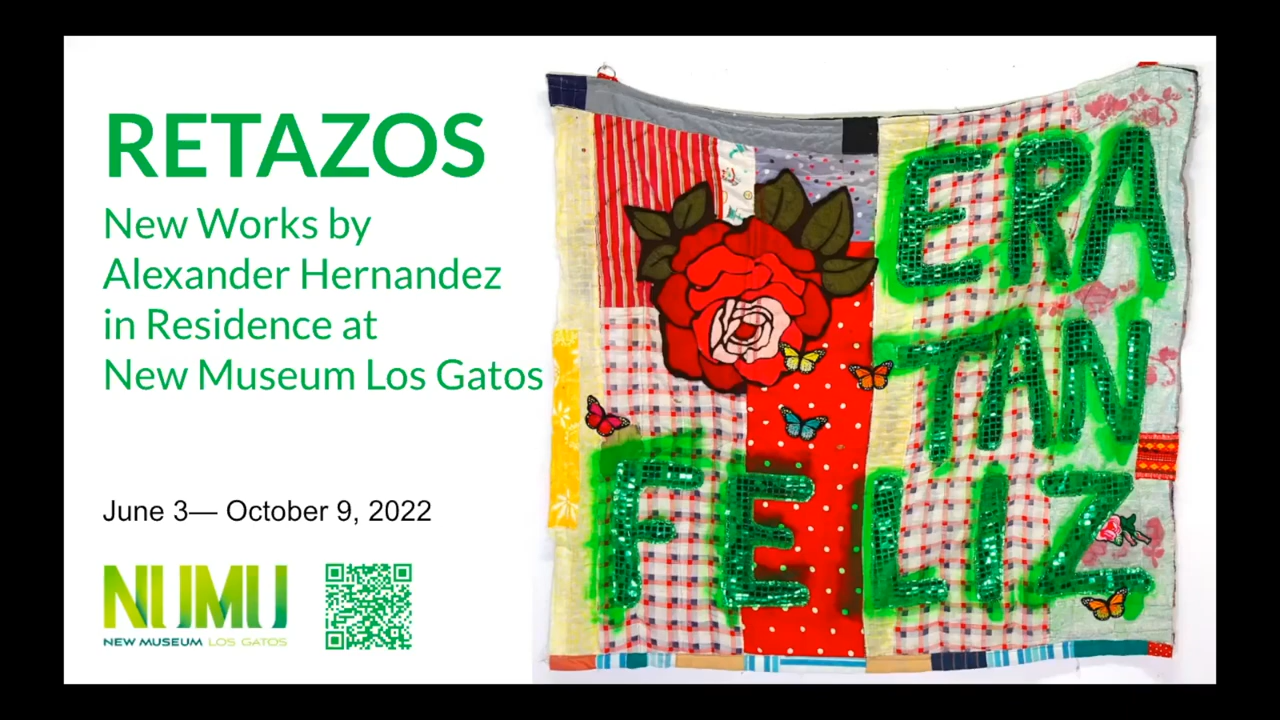 RETAZOS
New Works by
Alexander Hernandez
in Residence at
New Museum Los Gatos
June 3— October 9, 2022
NUMU
NEW MUSEUM LOS GATOS
ERA
TAN
FELIZ